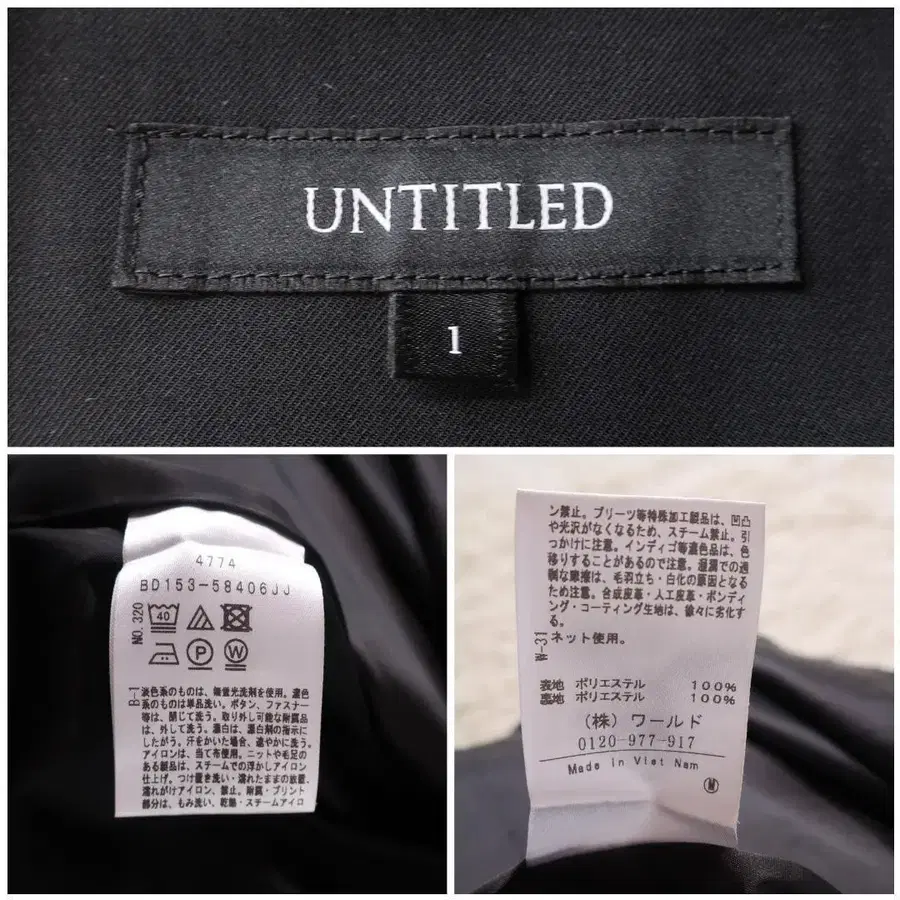 UNTITLED
1
4774
BD153-58406JJ
NO.320
40
P
W
B-1
淡色系のものは、無蛍光洗剤を使用。濃色
系のものは単品洗い。ボタン、ファスナー
等は、閉じて洗う。取り外し可能な附属品
は、外して洗う。漂白は、漂白剤の指示に
したがう。汗をかいた場合、速やかに洗う。
アイロンは、当て布使用。ニットや毛足の
ある製品は、スチームでの浮かしアイロン
仕上げ。つけ置き洗い・濡れたままの放置、
濡れがけアイロン、禁止。附属・プリント
部分は、もみ洗い、乾燥・スチームアイロ
ン禁止。プリーツ等特殊加工製品は、凹凸
や光沢がなくなるため、スチーム禁止。引
っかけに注意。インディゴ等濃色品は、色
移りすることがあるので注意。湿潤での過
剰な摩擦は、毛羽立ち・白化の原因となる
ため注意。合成皮革・人工皮革・ボンディ
ング・コーティング生地は、徐々に劣化す
る。
W-31
ネット使用。
表地 ポリエステル 100%
裏地 ポリエステル 100%
(株) ワールド
0120-977-917
Made in Viet Nam